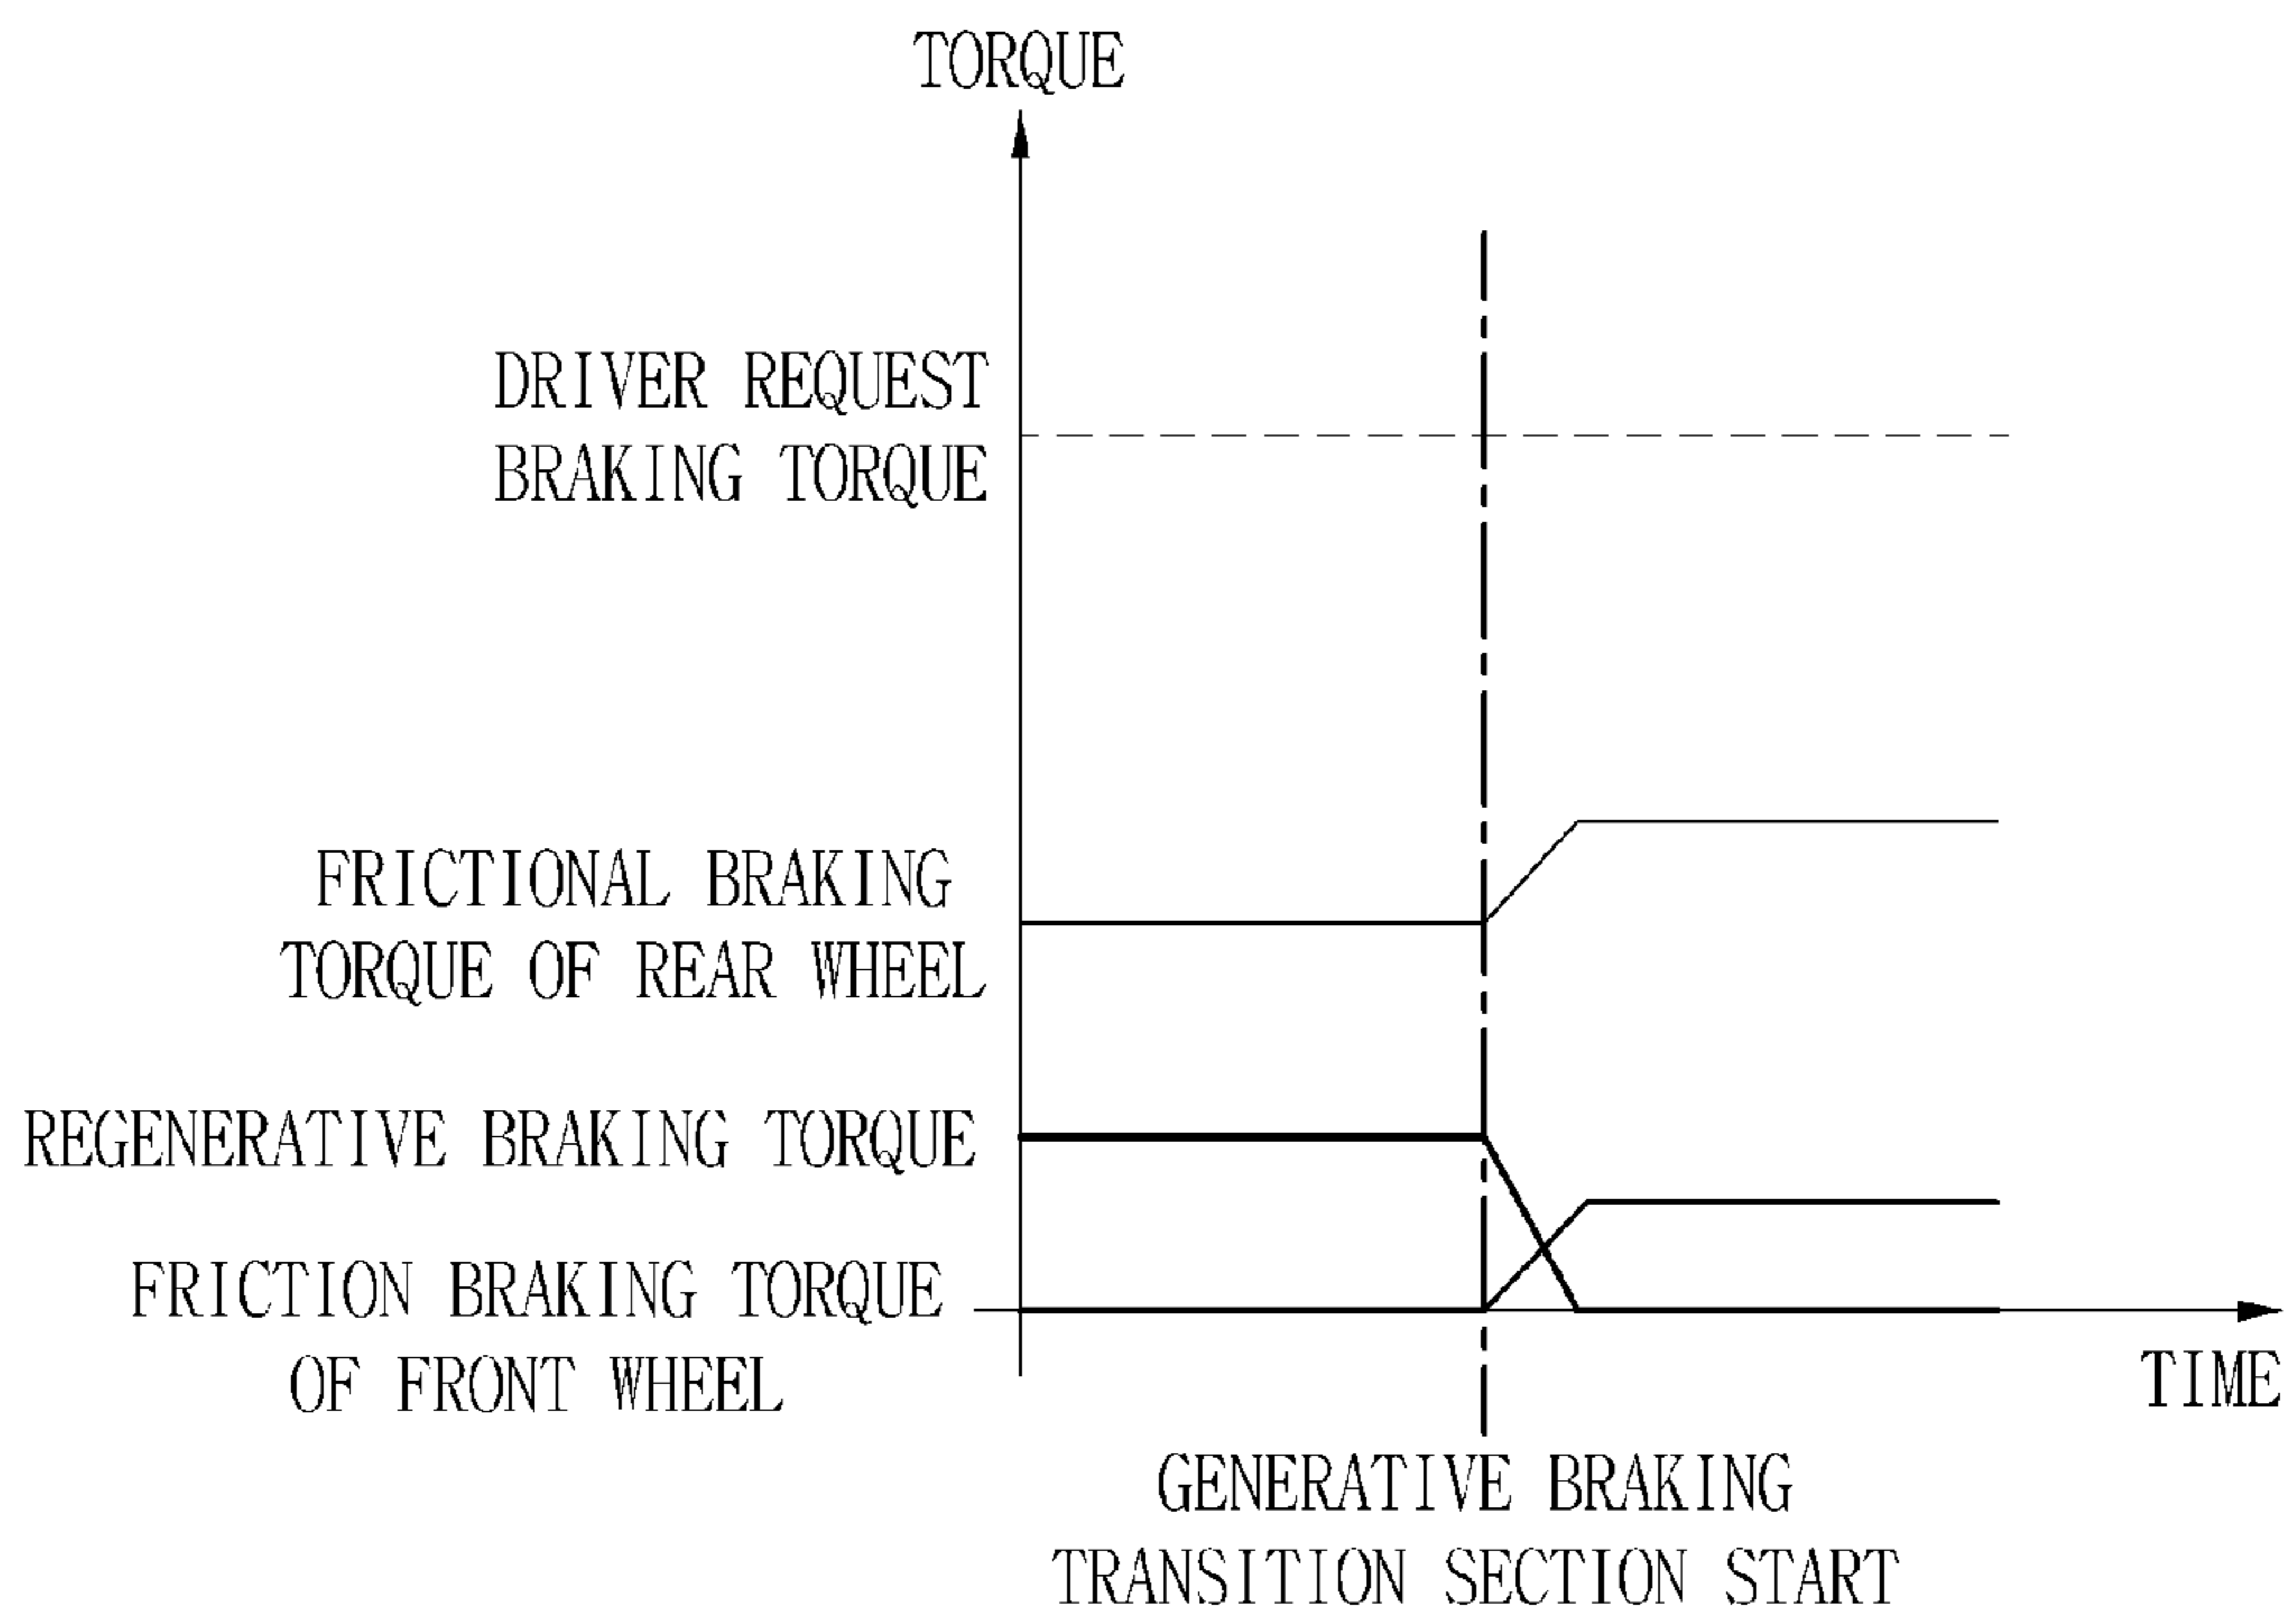 TORQUE
DRIVER REQUEST
BRAKING TORQUE
FRICTIONAL BRAKING
TORQUE OF REAR WHEEL
REGENERATIVE BRAKING TORQUE
FRICTION BRAKING TORQUE
OF FRONT WHEEL
TIME
GENERATIVE BRAKING
TRANSITION SECTION START